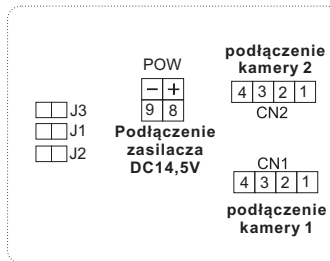 POW
− +
9 8
Podłączenie
zasilacza
DC14,5V
J3
J1
J2
podłączenie
kamery 2
4 3 2 1
CN2
CN1
4 3 2 1
podłączenie
kamery 1